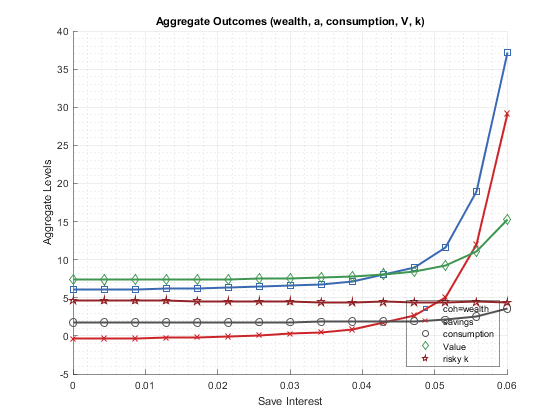 Aggregate Outcomes (wealth, a, consumption, V, k)
40
35
30
25
20
15
10
5
0
-5
Aggregate Levels
0
0.01
0.02
0.03
0.04
0.05
0.06
Save Interest
coh=wealth
savings
consumption
Value
risky k